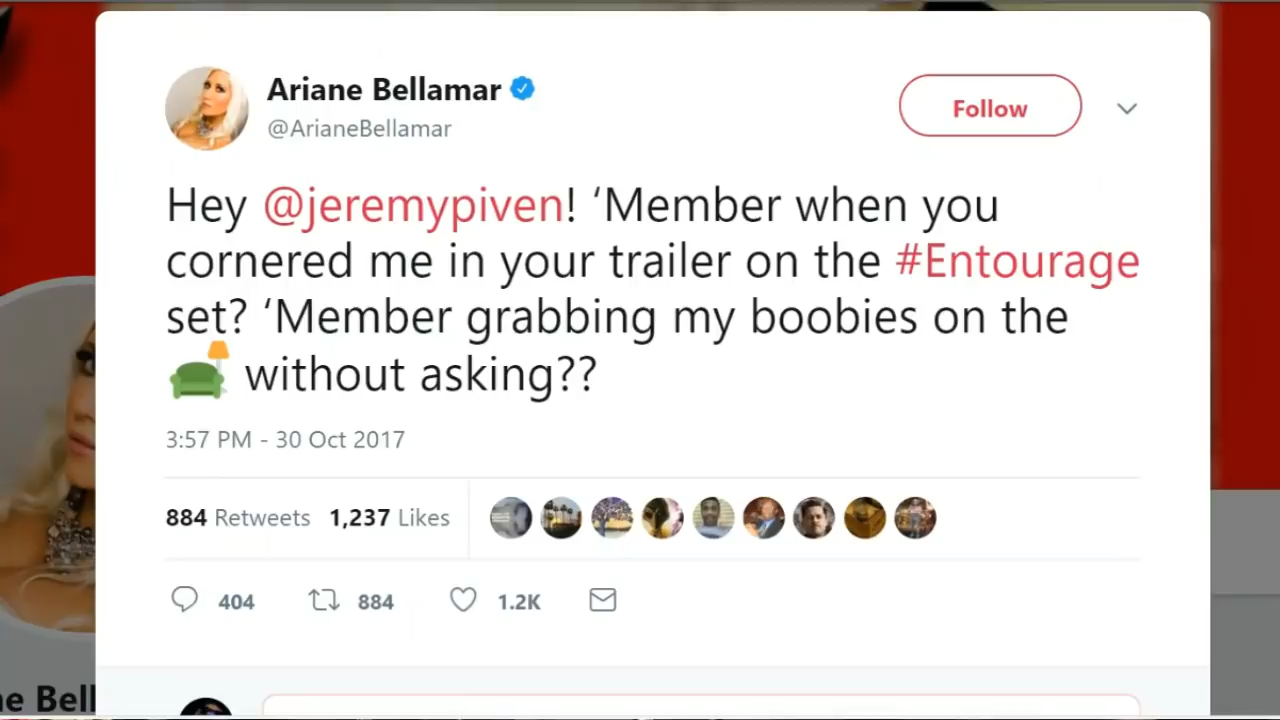 Ariane Bellamar
@ArianeBellamar
Follow
Hey @jeremypiven! ‘Member when you
cornered me in your trailer on the #Entourage
set? ‘Member grabbing my boobies on the
without asking??
3:57 PM - 30 Oct 2017
884 Retweets 1,237 Likes
404 884 1.2K
ne Bell